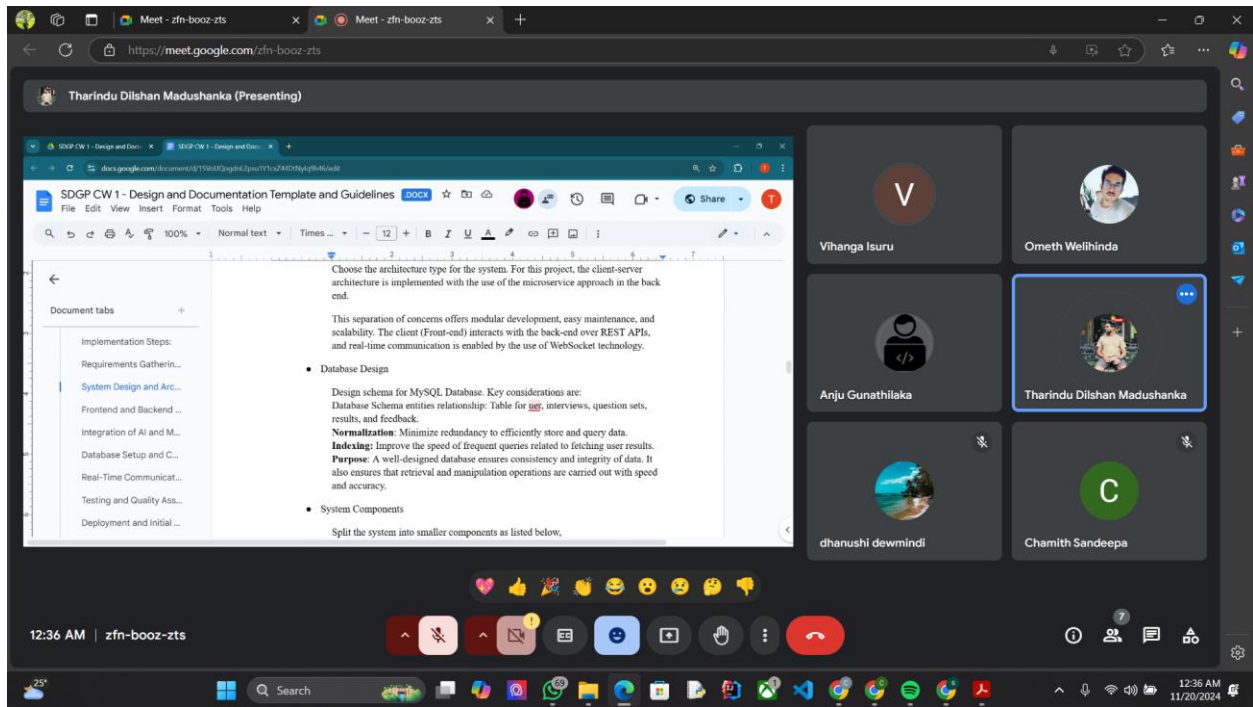 Meet - zfn-booz-zts
Meet - zfn-booz-zts
https://meet.google.com/zfn-booz-zts
Tharindu Dilshan Madushanka (Presenting)
SDGP CW 1 - Design and Docu
SDGP CW 1 - Design and Docu
SDGP CW 1 - Design and Documentation Template and Guidelines .DOCX
Share
T
File Edit View Insert Format Tools Help
100% Normal text Times ... 12 B I U A
Document tabs
Implementation Steps:
Requirements Gatherin...
System Design and Arc...
Frontend and Backend ...
Integration of AI and M...
Database Setup and C...
Real-Time Communicat...
Testing and Quality Ass...
Deployment and Initial ...
Choose the architecture type for the system. For this project, the client-server
architecture is implemented with the use of the microservice approach in the back
end.
This separation of concerns offers modular development, easy maintenance, and
scalability. The client (Front-end) interacts with the back-end over REST APIs,
and real-time communication is enabled by the use of WebSocket technology.
● Database Design
Design schema for MySQL Database. Key considerations are:
Database Schema entities relationship: Table for uer, interviews, question sets,
results, and feedback.
Normalization: Minimize redundancy to efficiently store and query data.
Indexing: Improve the speed of frequent queries related to fetching user results.
Purpose: A well-designed database ensures consistency and integrity of data. It
also ensures that retrieval and manipulation operations are carried out with speed
and accuracy.
● System Components
Split the system into smaller components as listed below,
V
Vihanga Isuru
Ometh Welihinda
Anju Gunathilaka
Tharindu Dilshan Madushanka
dhanushi dewmindi
C
Chamith Sandeepa
12:36 AM | zfn-booz-zts
7
25°
Search
69
12:36 AM
11/20/2024